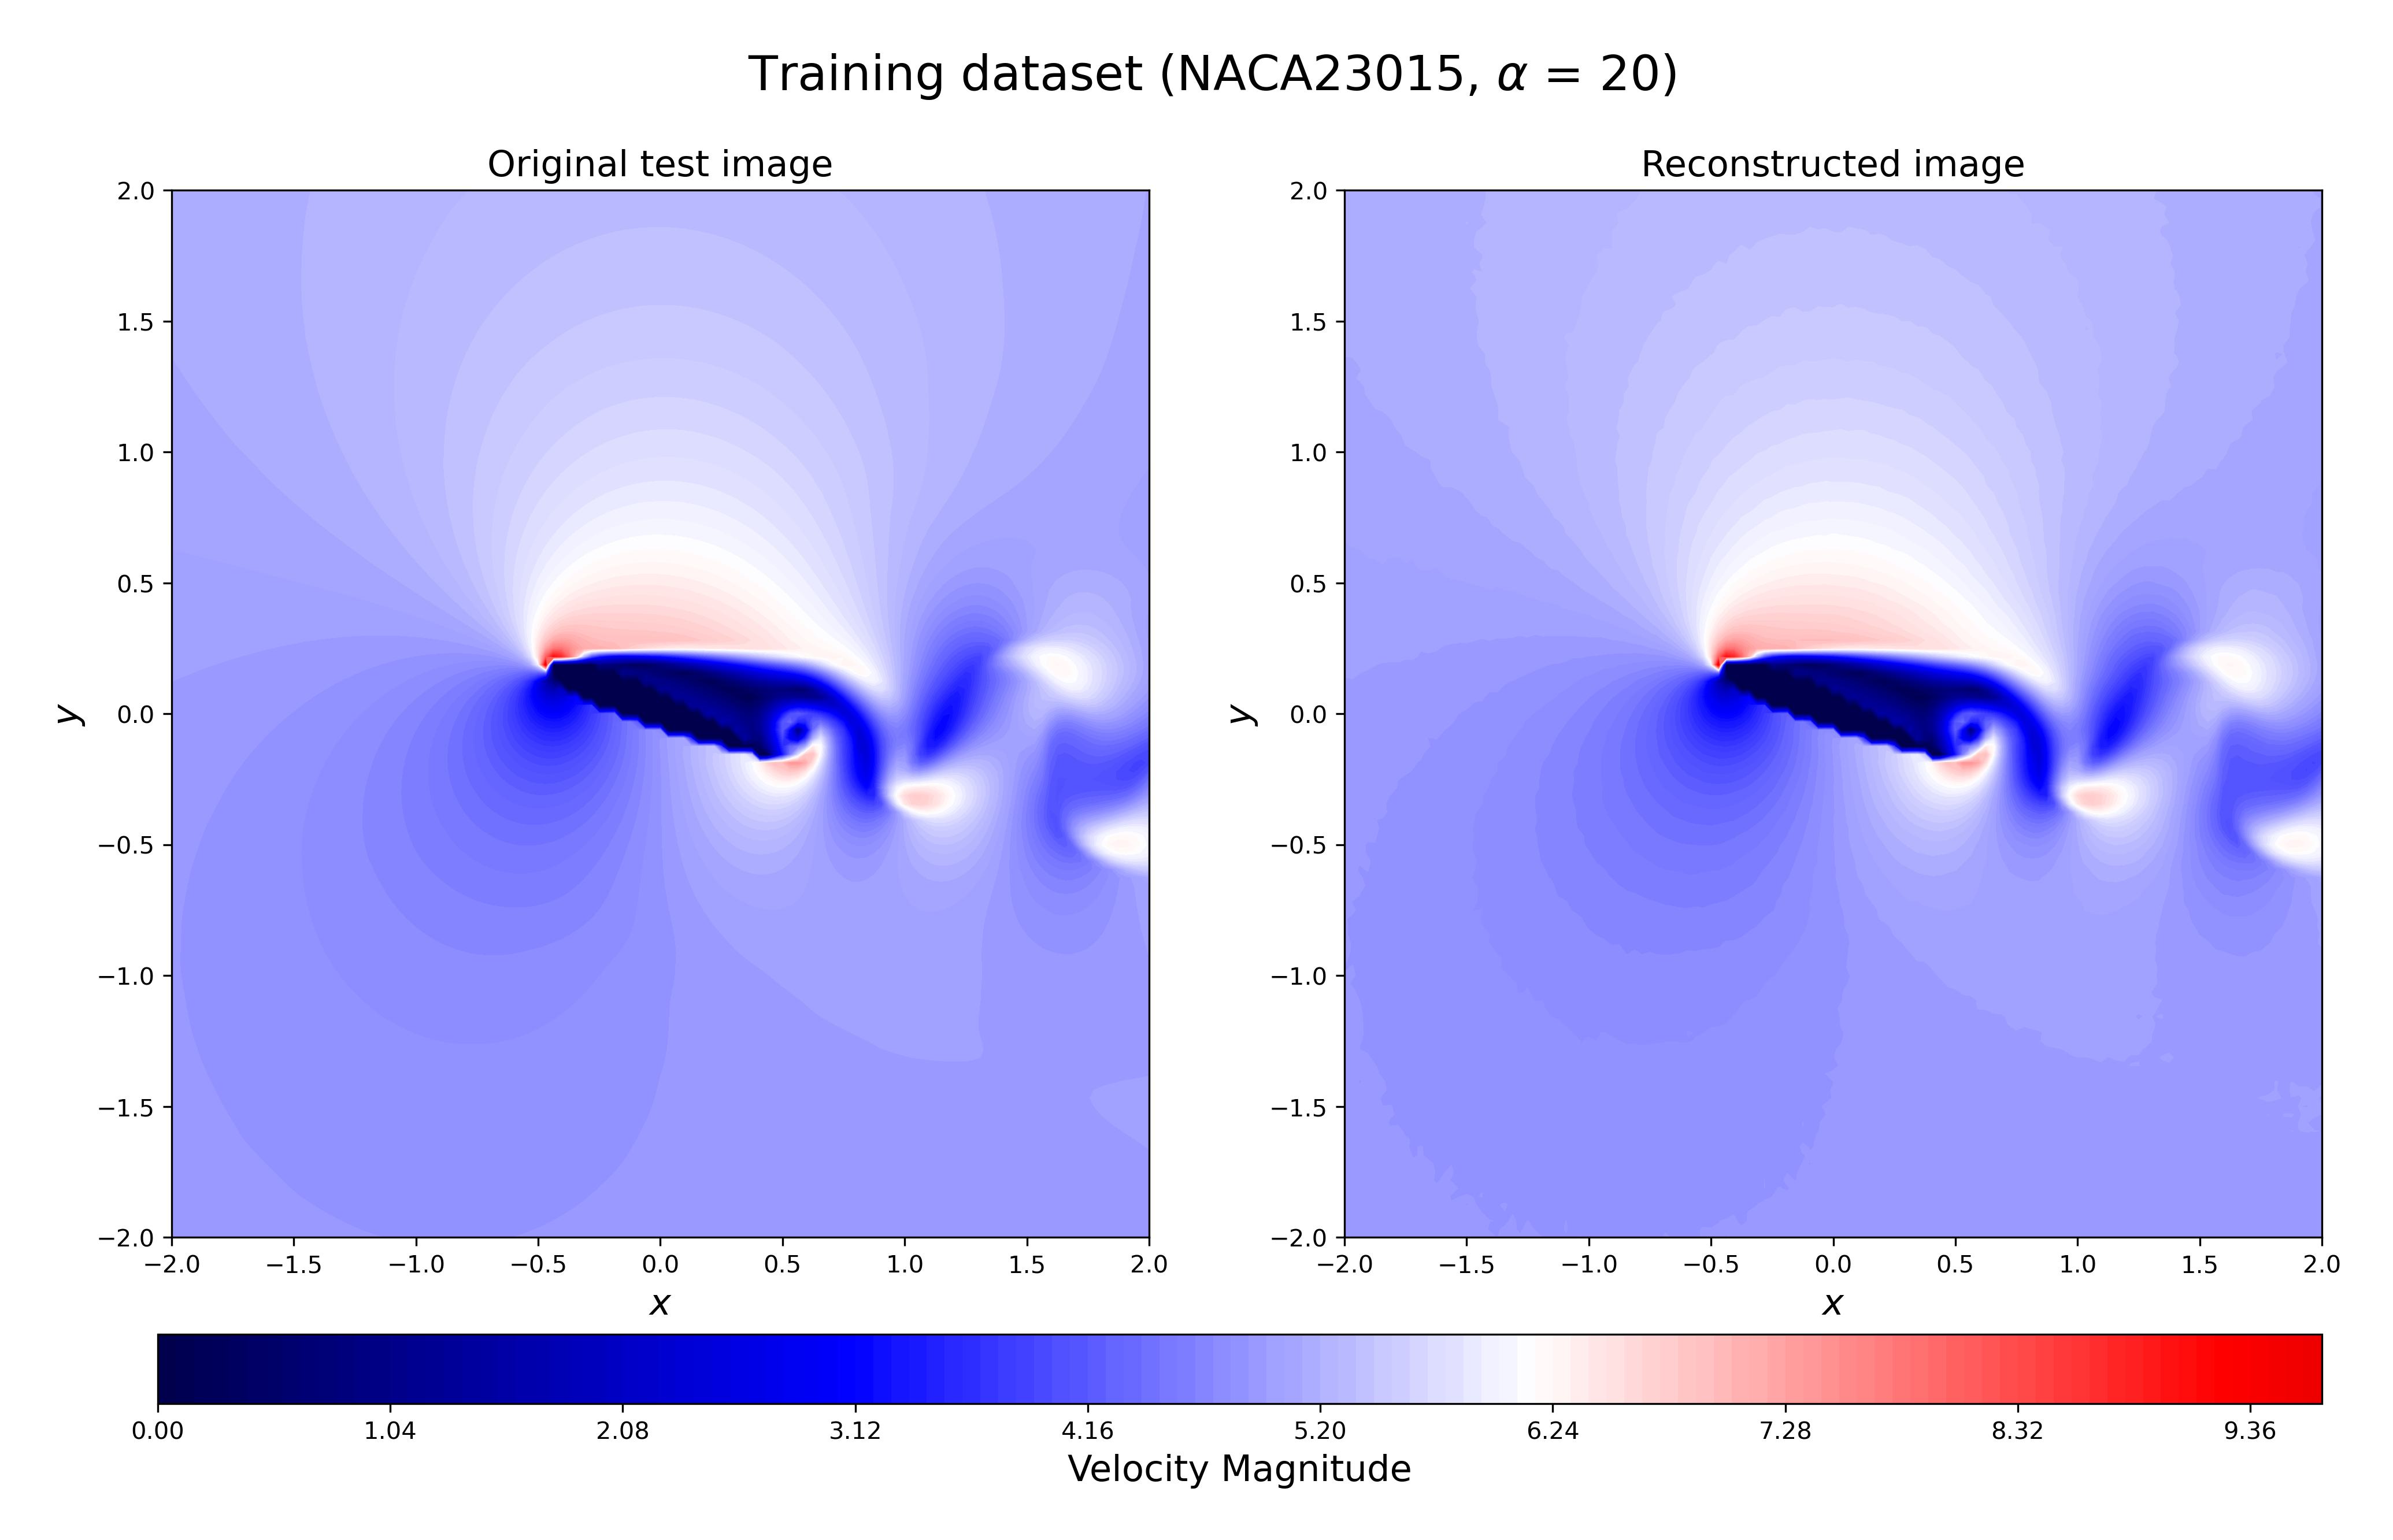 Training dataset (NACA23015, α = 20)
Original test image
Reconstructed image
2.0
1.5
1.0
0.5
0.0
−0.5
−1.0
−1.5
−2.0
y
−2.0 −1.5 −1.0 −0.5 0.0 0.5 1.0 1.5 2.0
x
2.0
1.5
1.0
0.5
0.0
−0.5
−1.0
−1.5
−2.0
y
−2.0 −1.5 −1.0 −0.5 0.0 0.5 1.0 1.5 2.0
x
0.00 1.04 2.08 3.12 4.16 5.20 6.24 7.28 8.32 9.36
Velocity Magnitude